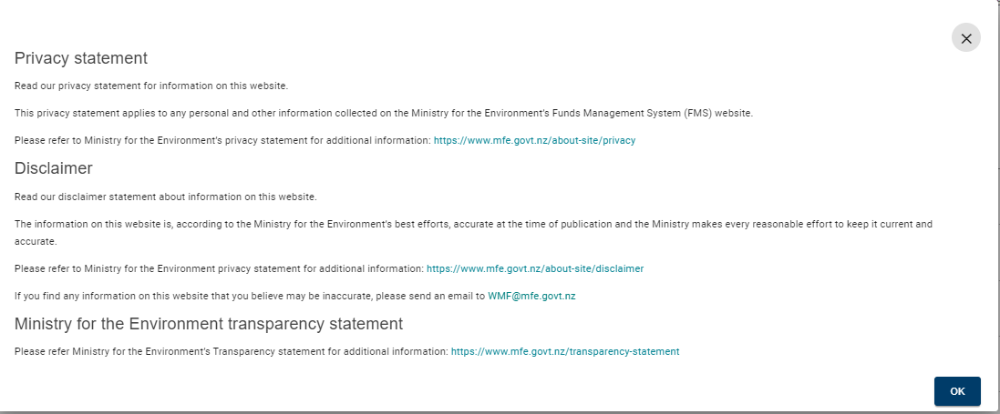 Privacy statement
Read our privacy statement for information on this website.
This privacy statement applies to any personal and other information collected on the Ministry for the Environment's Funds Management System (FMS) website.
Please refer to Ministry for the Environment's privacy statement for additional information: https://www.mfe.govt.nz/about-site/privacy
Disclaimer
Read our disclaimer statement about information on this website.
The information on this website is, according to the Ministry for the Environment's best efforts, accurate at the time of publication and the Ministry makes every reasonable effort to keep it current and
accurate.
Please refer to Ministry for the Environment privacy statement for additional information: https://www.mfe.govt.nz/about-site/disclaimer
If you find any information on this website that you believe may be inaccurate, please send an email to WMF@mfe.govt.nz
Ministry for the Environment transparency statement
Please refer Ministry for the Environment's Transparency statement for additional information: https://www.mfe.govt.nz/transparency-statement
OK